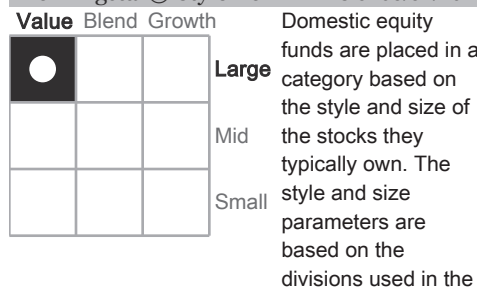 Value Blend Growth
Large
Mid
Small
Domestic equity
funds are placed in a
category based on
the style and size of
the stocks they
typically own. The
style and size
parameters are
based on the
divisions used in the